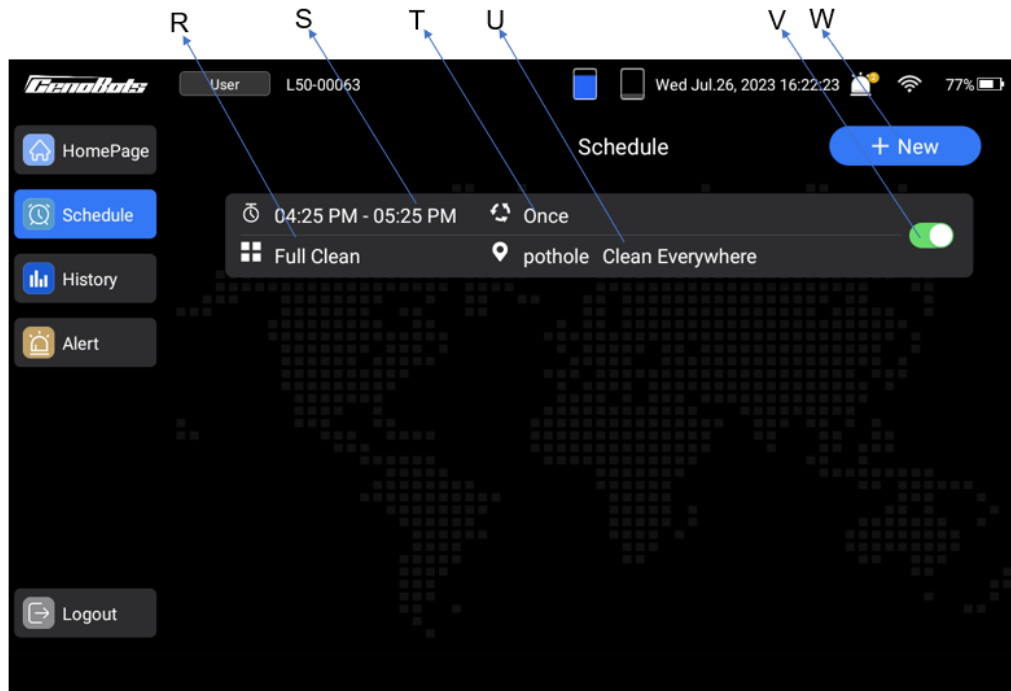 R S T U V W
GenoBots User L50-00063 Wed Jul.26, 2023 16:22:23 77%
HomePage
Schedule
+ New
Schedule
04:25 PM - 05:25 PM Once
Full Clean pothole Clean Everywhere
History
Alert
Logout